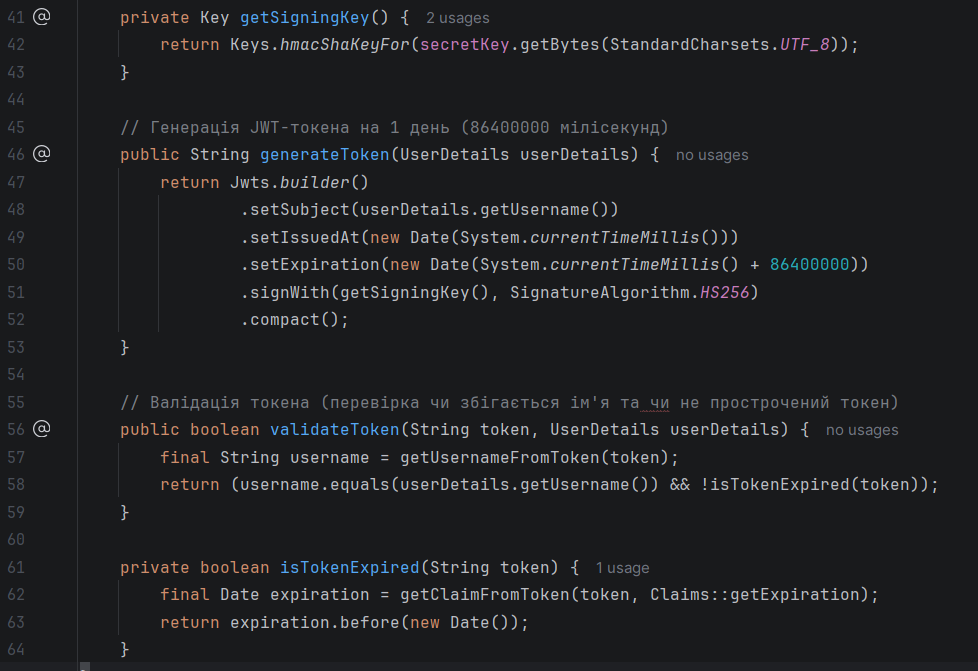 41 @ private Key getSigningKey() { 2 usages
42 return Keys.hmacShaKeyFor(secretKey.getBytes(StandardCharsets.UTF_8));
43 }
44
45 // Генерація JWT-токена на 1 день (86400000 мілісекунд)
46 @ public String generateToken(UserDetails userDetails) { no usages
47 return Jwts.builder()
48 .setSubject(userDetails.getUsername())
49 .setIssuedAt(new Date(System.currentTimeMillis()))
50 .setExpiration(new Date(System.currentTimeMillis() + 86400000))
51 .signWith(getSigningKey(), SignatureAlgorithm.HS256)
52 .compact();
53 }
54
55 // Валідація токена (перевірка чи збігається ім'я та чи не прострочений токен)
56 @ public boolean validateToken(String token, UserDetails userDetails) { no usages
57 final String username = getUsernameFromToken(token);
58 return (username.equals(userDetails.getUsername()) && !isTokenExpired(token));
59 }
60
61 private boolean isTokenExpired(String token) { 1 usage
62 final Date expiration = getClaimFromToken(token, Claims::getExpiration);
63 return expiration.before(new Date());
64 }